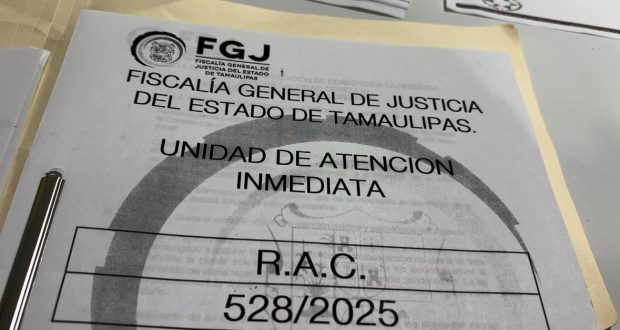 FGJ
FISCALÍA GENERAL DE
JUSTICIA DEL ESTADO
DE TAMAULIPAS
FISCALÍA GENERAL DE JUSTICIA
DEL ESTADO DE TAMAULIPAS.
UNIDAD DE ATENCION
INMEDIATA
R.A.C.
528/2025